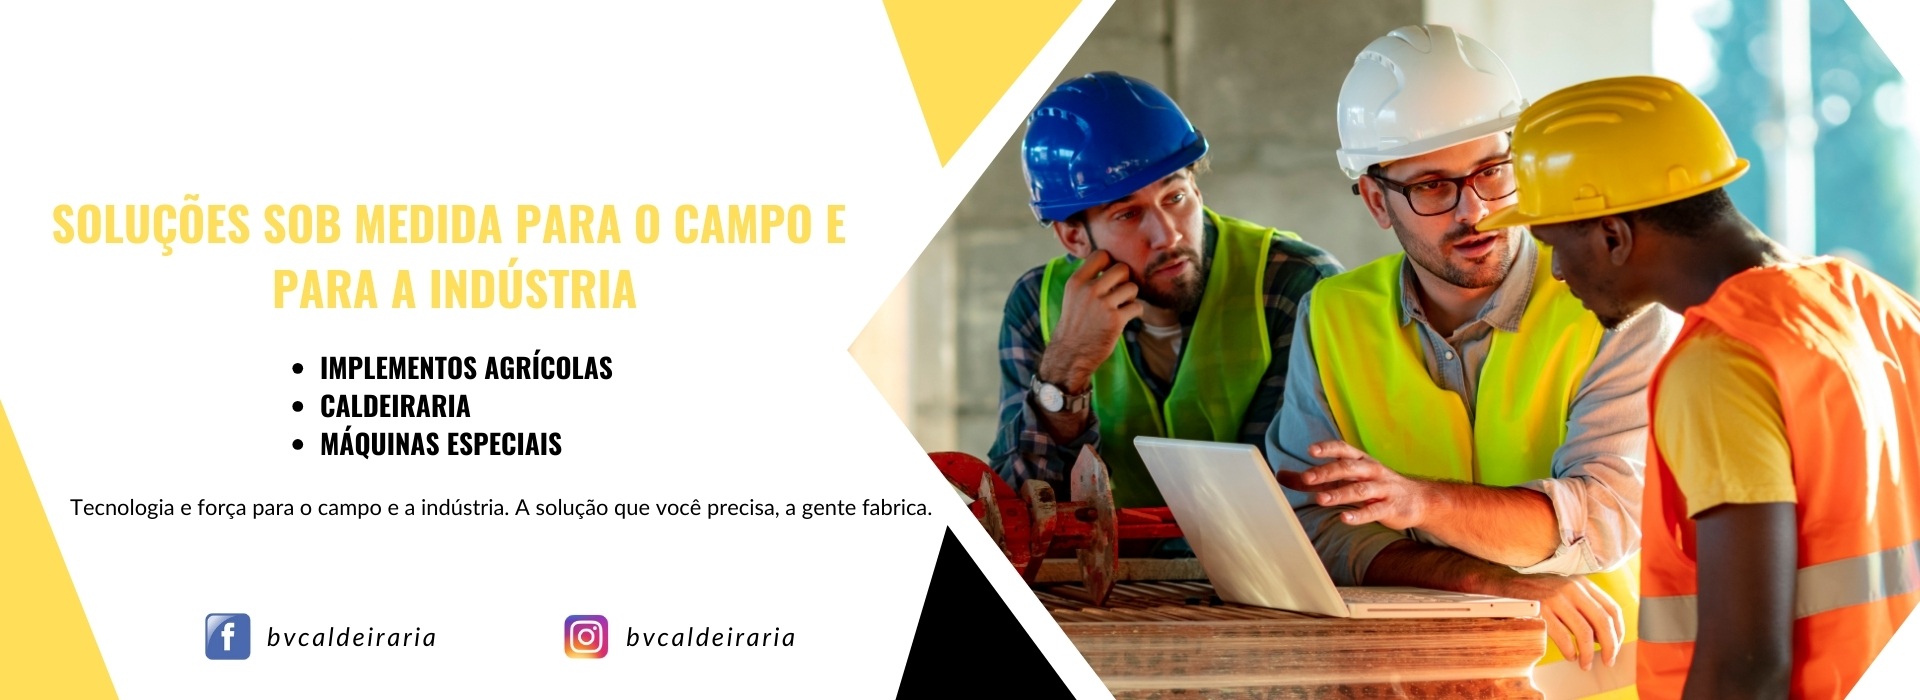 SOLUÇÕES SOB MEDIDA PARA O CAMPO E
PARA A INDÚSTRIA
• IMPLEMENTOS AGRÍCOLAS
• CALDEIRARIA
• MÁQUINAS ESPECIAIS
Tecnologia e força para o campo e a indústria. A solução que você precisa, a gente fabrica.
bvcaldeiraria
bvcaldeiraria